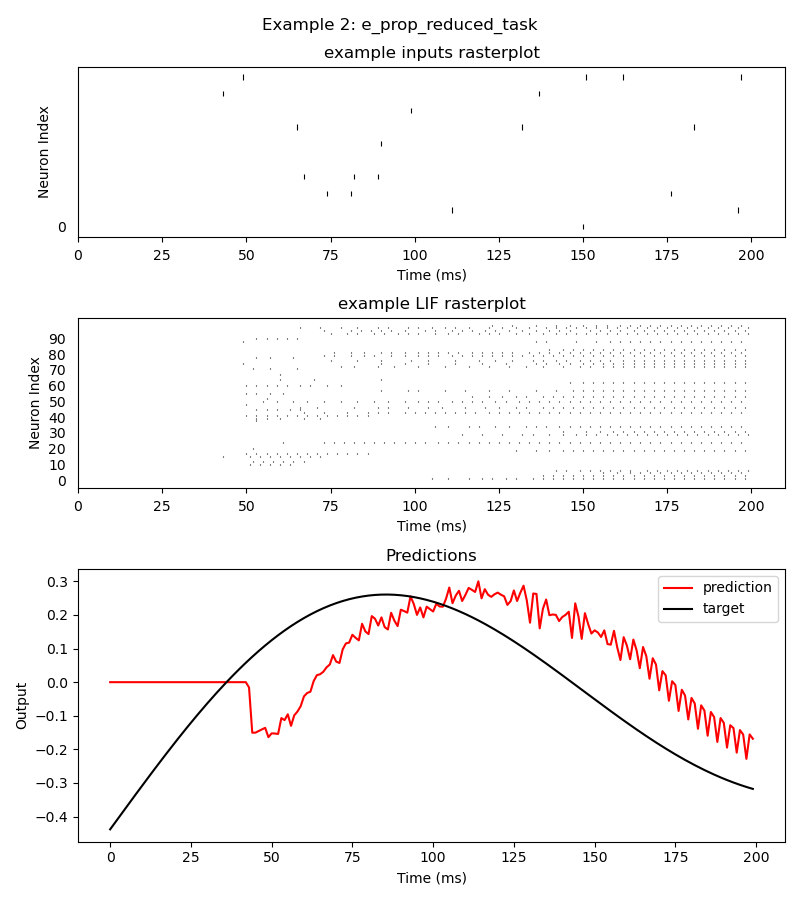 Example 2: e_prop_reduced_task
example inputs rasterplot
Neuron Index
0
0 25 50 75 100 125 150 175 200
Time (ms)
example LIF rasterplot
Neuron Index
90
80
70
60
50
40
30
20
10
0
0 25 50 75 100 125 150 175 200
Time (ms)
Predictions
Output
0.3
0.2
0.1
0.0
−0.1
−0.2
−0.3
−0.4
prediction
target
0 25 50 75 100 125 150 175 200
Time (ms)